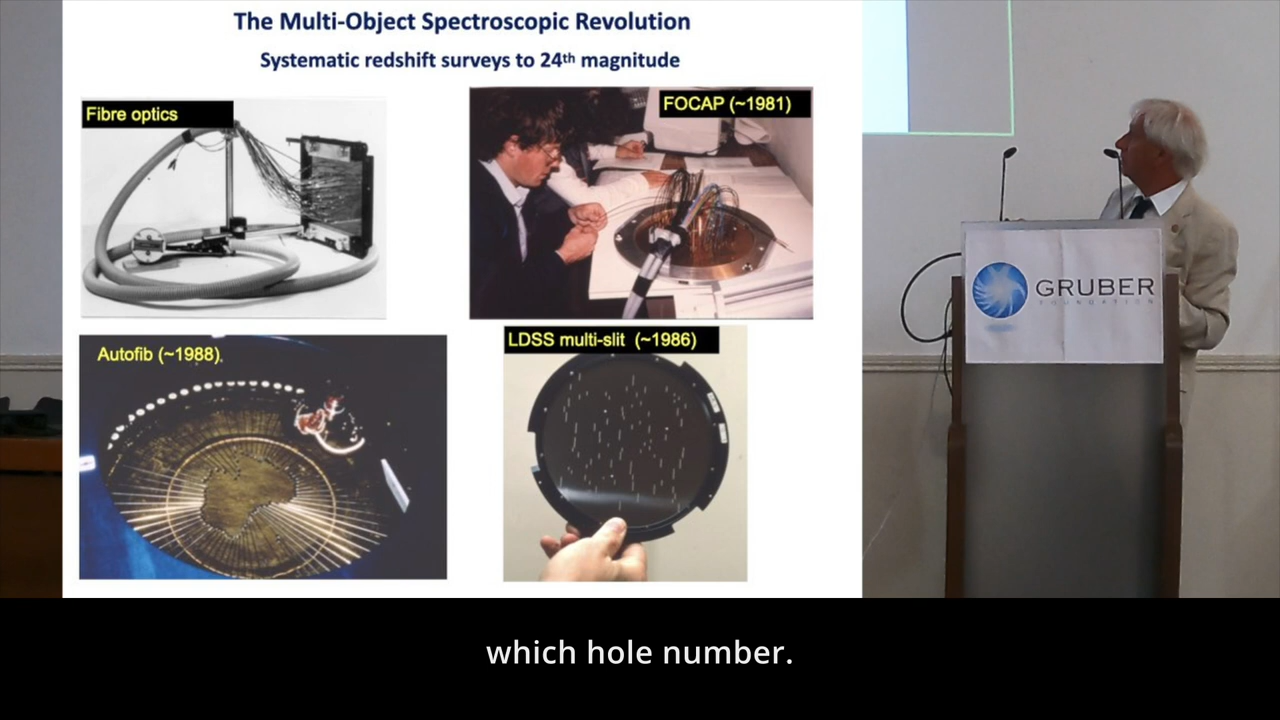 The Multi-Object Spectroscopic Revolution
Systematic redshift surveys to 24th magnitude
Fibre optics
FOCAP (~1981)
Autofib (~1988).
LDSS multi-slit (~1986)
GRUBER
FOUNDATION
which hole number.